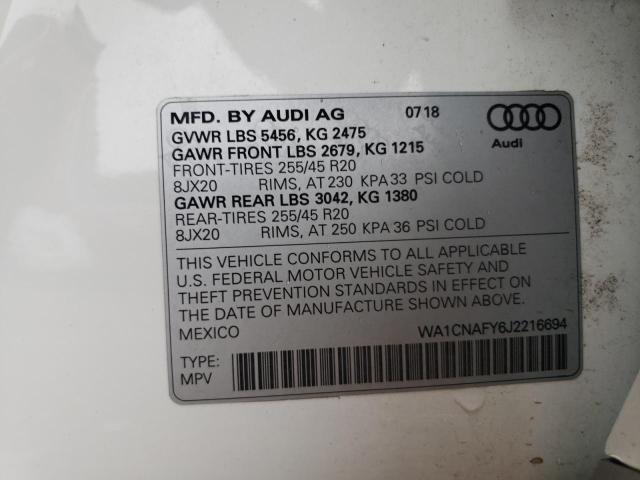 MFD. BY AUDI AG 07 18
GVWR LBS 5456, KG 2475
GAWR FRONT LBS 2679, KG 1215
FRONT-TIRES 255/45 R20
8JX20 RIMS, AT 230 KPA 33 PSI COLD
GAWR REAR LBS 3042, KG 1380
REAR-TIRES 255/45 R20
8JX20 RIMS, AT 250 KPA 36 PSI COLD
Audi
THIS VEHICLE CONFORMS TO ALL APPLICABLE
U.S. FEDERAL MOTOR VEHICLE SAFETY AND
THEFT PREVENTION STANDARDS IN EFFECT ON
THE DATE OF MANUFACTURE SHOWN ABOVE.
MEXICO WA1CNAFY6J2216694
TYPE:
MPV